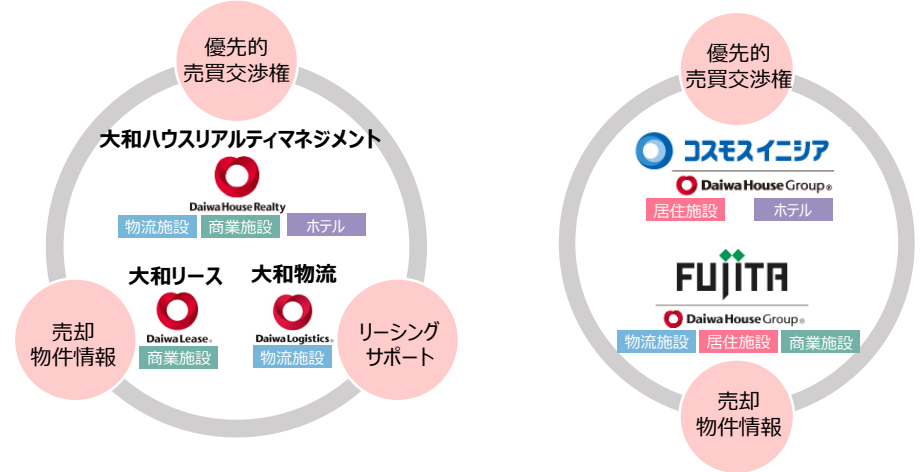 優先的
売買交渉権
大和ハウスリアルティマネジメント
Daiwa House Realty
物流施設 商業施設 ホテル
大和リース
Daiwa Lease®
商業施設
大和物流
Daiwa Logistics®
物流施設
売却
物件情報
リーシング
サポート
優先的
売買交渉権
コスモスイニシア
Daiwa House Group®
居住施設 ホテル
FUJITA
Daiwa House Group®
物流施設 居住施設 商業施設
売却
物件情報